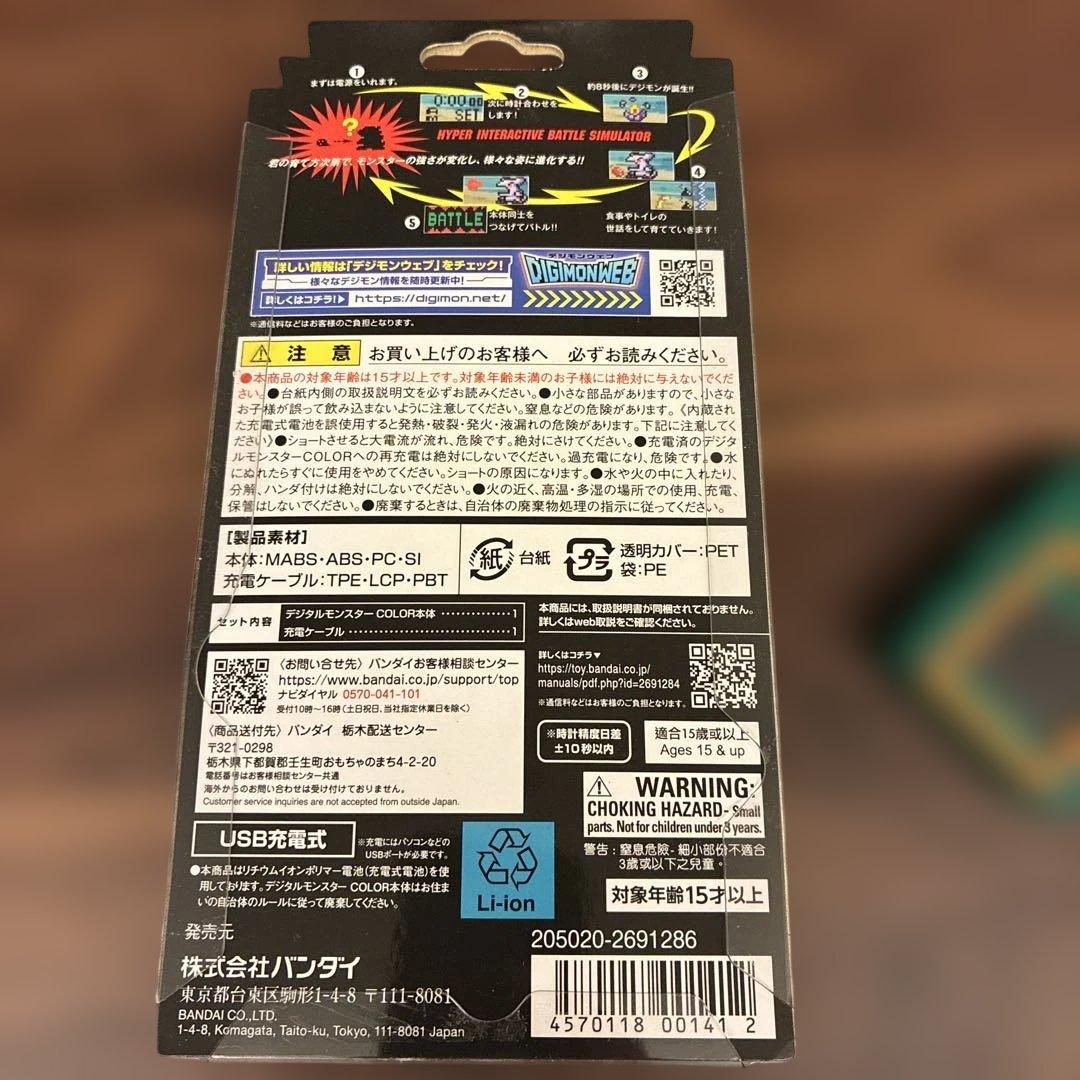 ①
まずは電源をいれます。
②
次に時計合わせを
します!
0:00 00
SET
③
約8秒後にデジモンが誕生!!
HYPER INTERACTIVE BATTLE SIMULATOR
?
君の育て方次第で、モンスターの強さが変化し、様々な姿に進化する!!
④
食事やトイレの
世話をして育てていきます!
⑤
BATTLE
本体同士を
つなげてバトル!!
詳しい情報は「デジモンウェブ」をチェック!
様々なデジモン情報を随時更新中!
詳しくはコチラ!▶ https://digimon.net/
デジモンウェブ
DIGIMON WEB
※通信料などはお客様のご負担となります。
⚠ 注意 お買い上げのお客様へ 必ずお読みください。
●本商品の対象年齢は15才以上です。対象年齢未満のお子様には絶対に与えないでくだ
さい。●台紙内側の取扱説明文を必ずお読みください。●小さな部品がありますので、小さな
お子様が誤って飲み込まないように注意してください。窒息などの危険があります。《内蔵され
た充電式電池を誤使用すると発熱・破裂・発火・液漏れの危険があります。下記に注意してく
ださい》●ショートさせると大電流が流れ、危険です。絶対にさけてください。●充電済のデジタ
ルモンスターCOLORへの再充電は絶対にしないでください。過充電になり、危険です。●水
にぬれたらすぐに使用をやめてください。ショートの原因になります。●水や火の中に入れたり、
分解、ハンダ付けは絶対にしないでください。●火の近く、高温・多湿の場所での使用、充電、
保管はしないでください。●廃棄するときは、自治体の廃棄物処理の指示に従ってください。
[製品素材]
本体:MABS・ABS・PC・SI
充電ケーブル:TPE・LCP・PBT
紙 台紙
プラ 透明カバー:PET
袋:PE
セット内容
デジタルモンスター COLOR本体 ・・・・・・・・・・・・1
充電ケーブル ・・・・・・・・・・・・・・・・・・・・・・・・1
本商品には、取扱説明書が同梱されておりません。
詳しくはweb取説をご確認ください。
詳しくはコチラ▼
https://toy.bandai.co.jp/
manuals/pdf.php?id=2691284
※通信料などはお客様のご負担となります。
〈お問い合せ先〉バンダイお客様相談センター
https://www.bandai.co.jp/support/top
ナビダイヤル 0570-041-101
受付10時～16時(土日祝日、当社指定休業日を除く)
〈商品送付先〉バンダイ 栃木配送センター
〒321-0298
栃木県下都賀郡壬生町おもちゃのまち4-2-20
電話番号はお客様相談センター共通
海外からのお問い合わせは受け付けておりません。
Customer service inquiries are not accepted from outside Japan.
※時計精度日差
±10秒以内
適合15歳或以上
Ages 15 & up
⚠ WARNING:
CHOKING HAZARD- Small
parts. Not for children under 3 years.
警告:窒息危險-細小部份不適合
3歲或以下之兒童。
対象年齢15才以上
USB充電式
※充電にはパソコンなどの
USBポートが必要です。
●本商品はリチウムイオンポリマー電池(充電式電池)を使
用しております。デジタルモンスター COLOR本体はお住ま
いの自治体のルールに従って廃棄してください。
Li-ion
発売元
株式会社バンダイ
東京都台東区駒形1-4-8 〒111-8081
BANDAI CO.,LTD.
1-4-8, Komagata, Taito-ku, Tokyo, 111-8081 Japan
205020-2691286
4570118 00141 2